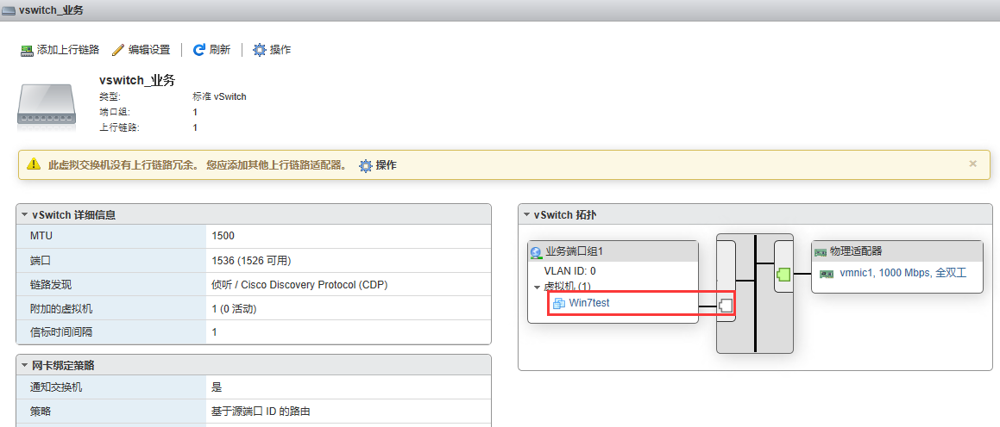 vswitch_业务
添加上行链路 编辑设置 刷新 操作
vswitch_业务
类型: 标准 vSwitch
端口组: 1
上行链路: 1
此虚拟交换机没有上行链路冗余。 您应添加其他上行链路适配器。 操作 ×
vSwitch 详细信息
MTU 1500
端口 1536 (1526 可用)
链路发现 侦听 / Cisco Discovery Protocol (CDP)
附加的虚拟机 1 (0 活动)
信标时间间隔 1
网卡绑定策略
通知交换机 是
策略 基于源端口 ID 的路由
vSwitch 拓扑
业务端口组1
VLAN ID: 0
虚拟机 (1)
Win7test
物理适配器
vmnic1, 1000 Mbps, 全双工